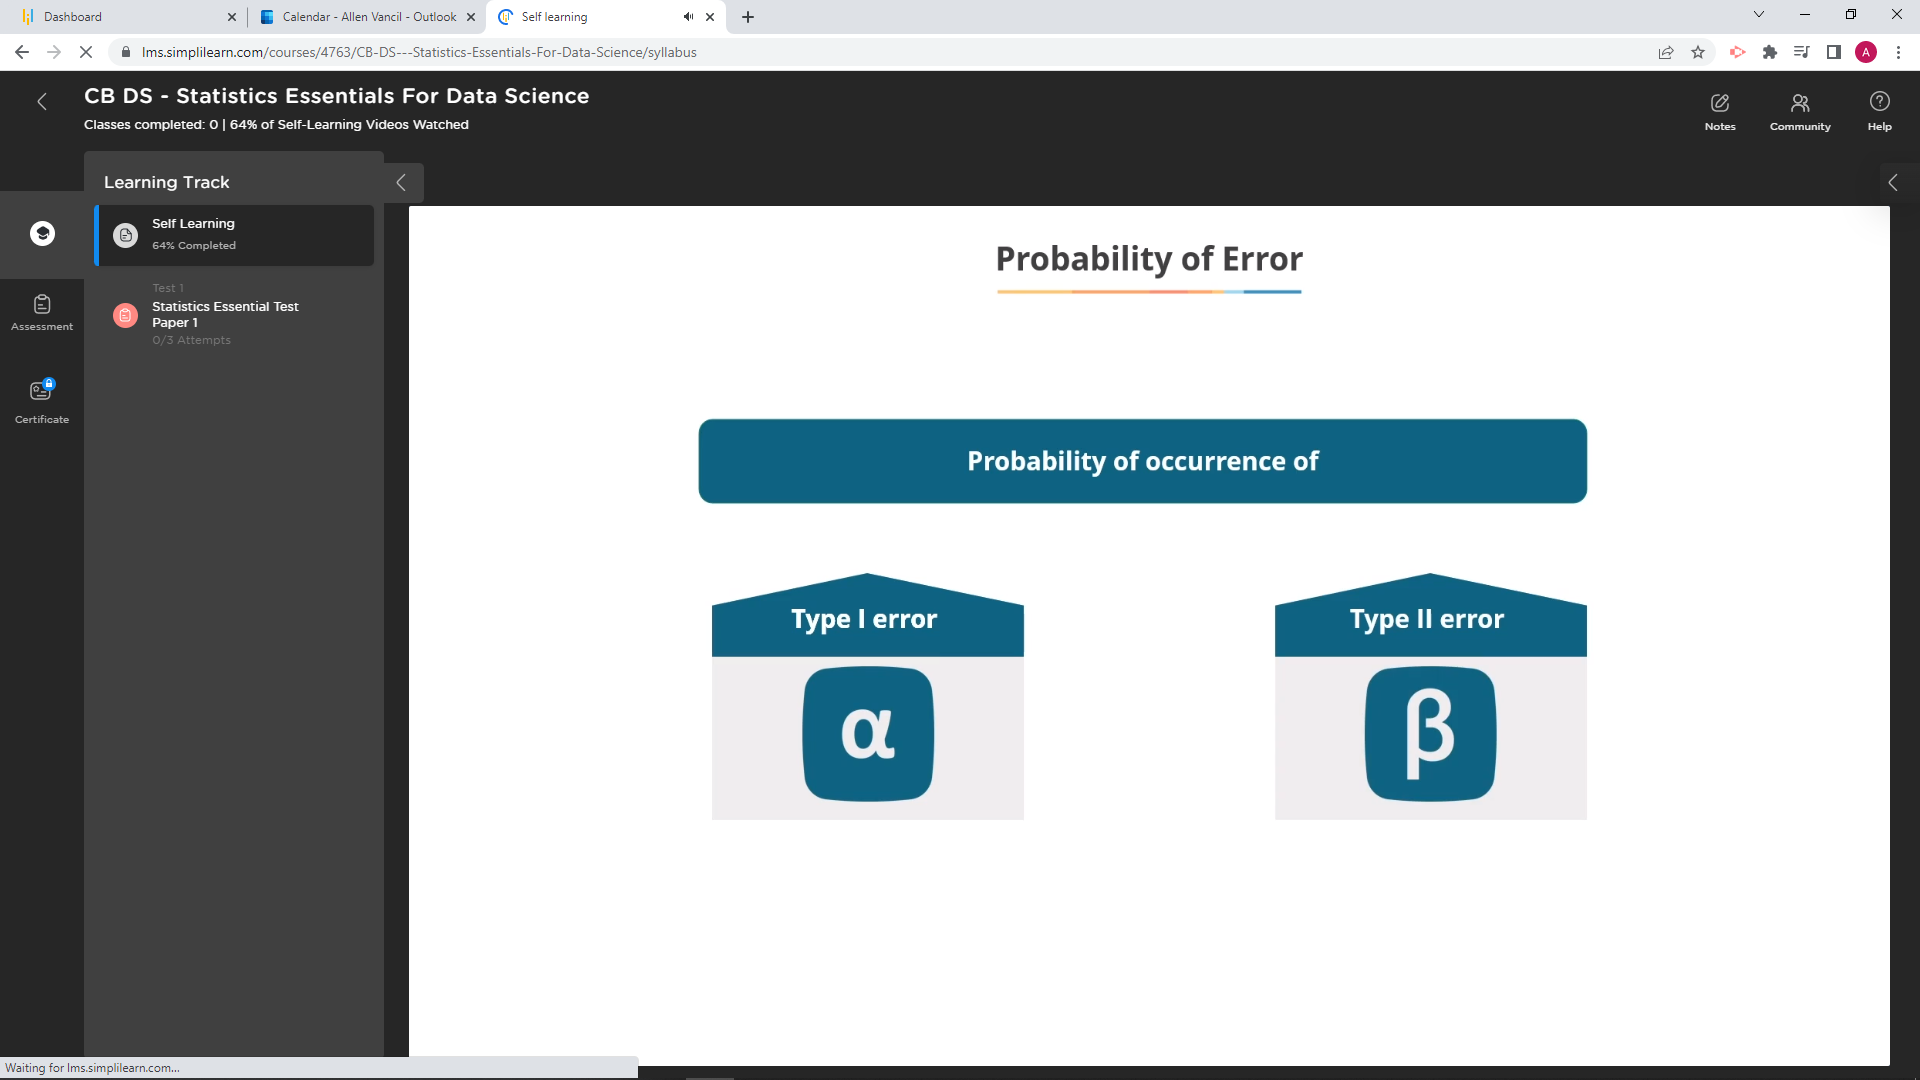 Dashboard
Calendar - Allen Vancil - Outlook
Self learning
lms.simplilearn.com/courses/4763/CB-DS---Statistics-Essentials-For-Data-Science/syllabus
A
CB DS - Statistics Essentials For Data Science
Classes completed: 0 | 64% of Self-Learning Videos Watched
Notes
Community
Help
Learning Track
Self Learning
64% Completed
Test 1
Statistics Essential Test
Paper 1
0/3 Attempts
Assessment
Certificate
Probability of Error
Probability of occurrence of
Type I error
Type II error
α
β
Waiting for lms.simplilearn.com...